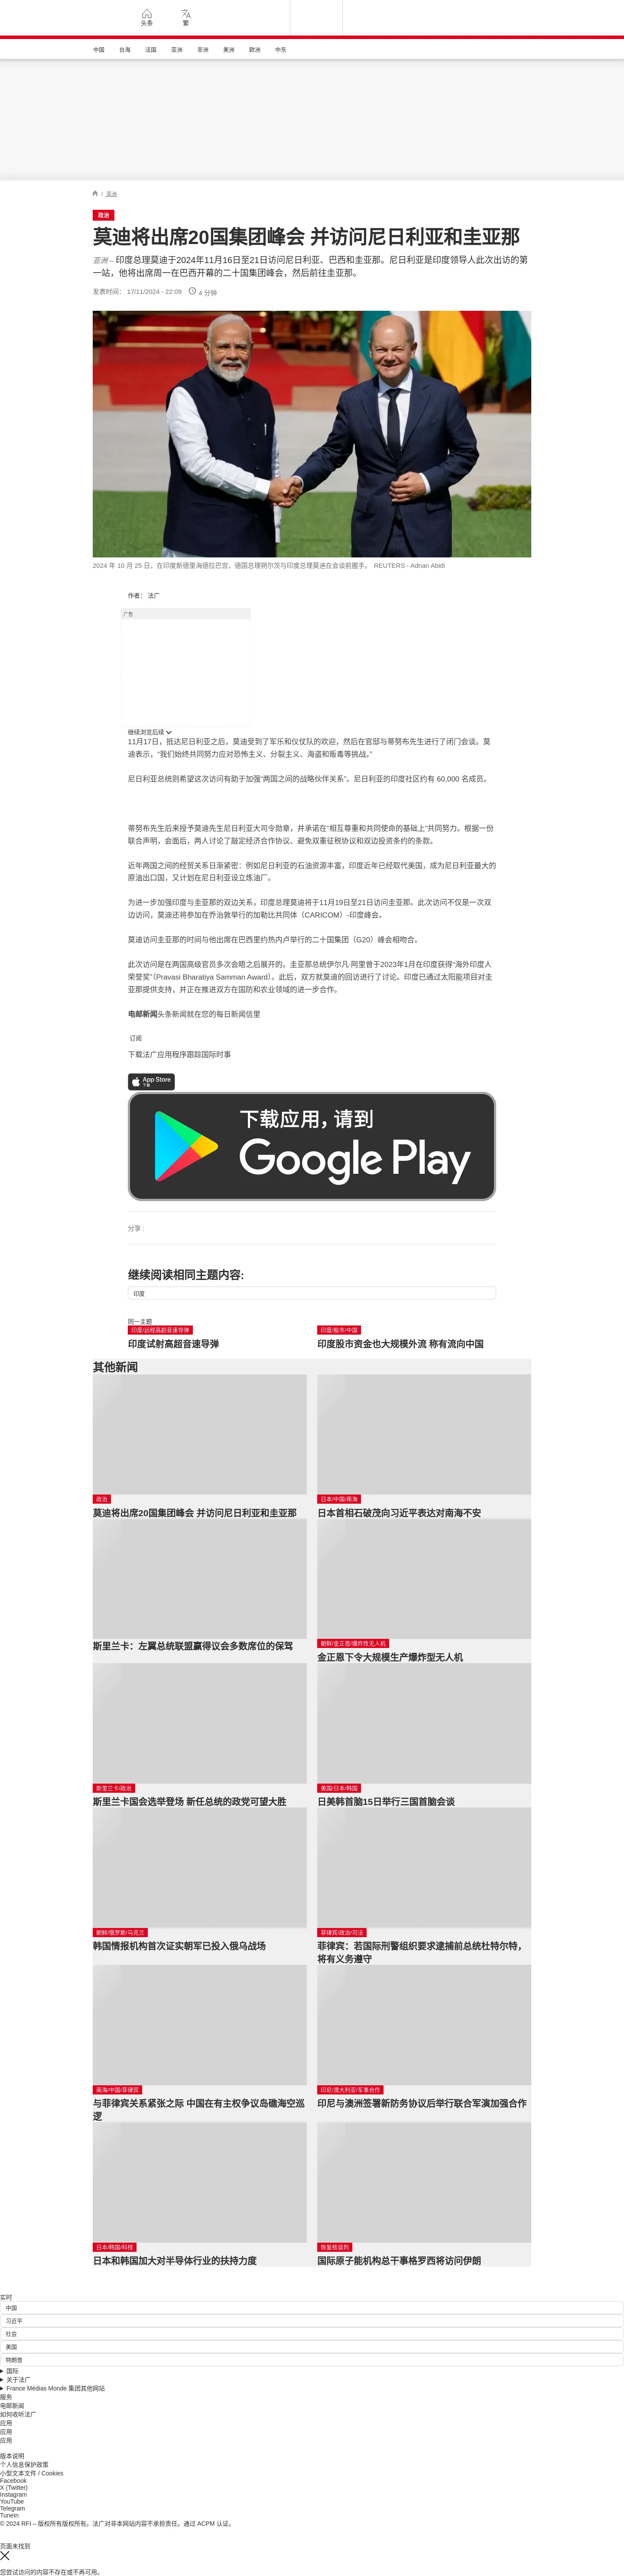 头条
繁
中国 台海 法国 亚洲 非洲 美洲 欧洲 中东
/ 亚洲
政治
莫迪将出席20国集团峰会 并访问尼日利亚和圭亚那
亚洲 – 印度总理莫迪于2024年11月16日至21日访问尼日利亚、巴西和圭亚那。尼日利亚是印度领导人此次出访的第
一站，他将出席周一在巴西开幕的二十国集团峰会，然后前往圭亚那。
发表时间： 17/11/2024 - 22:09 4 分钟
2024 年 10 月 25 日，在印度新德里海德拉巴宫，德国总理朔尔茨与印度总理莫迪在会谈前握手。 REUTERS - Adnan Abidi
作者： 法广
广告
继续浏览后续
11月17日，抵达尼日利亚之后，莫迪受到了军乐和仪仗队的欢迎，然后在官邸与蒂努布先生进行了闭门会谈。莫
迪表示，“我们始终共同努力应对恐怖主义、分裂主义、海盗和贩毒等挑战。”
尼日利亚总统则希望这次访问有助于加强“两国之间的战略伙伴关系”。尼日利亚的印度社区约有 60,000 名成员。
蒂努布先生后来授予莫迪先生尼日利亚大司令勋章，并承诺在“相互尊重和共同使命的基础上”共同努力。根据一份
联合声明，会面后，两人讨论了敲定经济合作协议、避免双重征税协议和双边投资条约的条款。
近年两国之间的经贸关系日渐紧密：例如尼日利亚的石油资源丰富，印度近年已经取代美国，成为尼日利亚最大的
原油出口国，又计划在尼日利亚设立炼油厂。
为进一步加强印度与圭亚那的双边关系，印度总理莫迪将于11月19日至21日访问圭亚那。此次访问不仅是一次双
边访问，莫迪还将参加在乔治敦举行的加勒比共同体（CARICOM）-印度峰会。
莫迪访问圭亚那的时间与他出席在巴西里约热内卢举行的二十国集团（G20）峰会相吻合。
此次访问是在两国高级官员多次会晤之后展开的。圭亚那总统伊尔凡·阿里曾于2023年1月在印度获得“海外印度人
荣誉奖”（Pravasi Bharatiya Samman Award）。此后，双方就莫迪的回访进行了讨论。印度已通过太阳能项目对圭
亚那提供支持，并正在推进双方在国防和农业领域的进一步合作。
电邮新闻头条新闻就在您的每日新闻信里
订阅
下载法广应用程序跟踪国际时事
App Store
下载
下载应用，请到
Google Play
分享 :
继续阅读相同主题内容:
印度
同一主题
印度/远程高超音速导弹
印度试射高超音速导弹
印度/股市/中国
印度股市资金也大规模外流 称有流向中国
其他新闻
政治
莫迪将出席20国集团峰会 并访问尼日利亚和圭亚那
日本/中国/南海
日本首相石破茂向习近平表达对南海不安
斯里兰卡：左翼总统联盟赢得议会多数席位的保驾
朝鲜/金正恩/爆炸性无人机
金正恩下令大规模生产爆炸型无人机
斯里兰卡/政治
斯里兰卡国会选举登场 新任总统的政党可望大胜
美国/日本/韩国
日美韩首脑15日举行三国首脑会谈
朝鲜/俄罗斯/乌克兰
韩国情报机构首次证实朝军已投入俄乌战场
菲律宾/政治/司法
菲律宾：若国际刑警组织要求逮捕前总统杜特尔特，
将有义务遵守
南海/中国/菲律宾
与菲律宾关系紧张之际 中国在有主权争议岛礁海空巡
逻
印尼/澳大利亚/军事合作
印尼与澳洲签署新防务协议后举行联合军演加强合作
日本/韩国/科技
日本和韩国加大对半导体行业的扶持力度
恢复核谈判
国际原子能机构总干事格罗西将访问伊朗
实时
中国
习近平
社会
美国
特朗普
国际
关于法广
France Médias Monde 集团其他网站
服务
电邮新闻
如何收听法广
应用
应用
应用
版本说明
个人信息保护政策
小型文本文件 / Cookies
Facebook
X (Twitter)
Instagram
YouTube
Telegram
TuneIn
© 2024 RFI – 版权所有版权所有。法广对非本网站内容不承担责任。通过 ACPM 认证。
页面未找到
您尝试访问的内容不存在或不再可用。